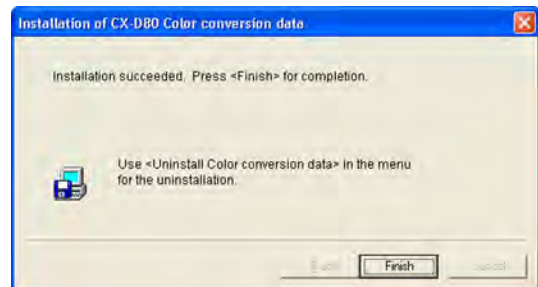 Installation of CX-D80 Color conversion data
Installation succeeded. Press <Finish> for completion.
Use <Uninstall Color conversion data> in the menu
for the uninstallation.
Finish